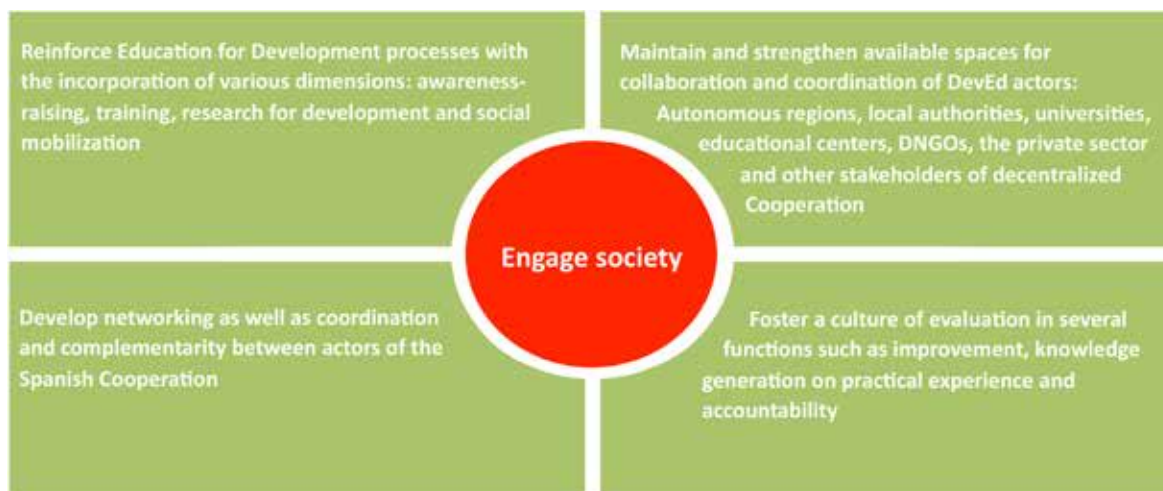 Reinforce Education for Development processes with
the incorporation of various dimensions: awareness-
raising, training, research for development and social
mobilization
Maintain and strengthen available spaces for
collaboration and coordination of DevEd actors:
Autonomous regions, local authorities, universities,
educational centers, DNGOs, the private sector
and other stakeholders of decentralized
Cooperation
Engage society
Develop networking as well as coordination
and complementarity between actors of the
Spanish Cooperation
Foster a culture of evaluation in several
functions such as improvement, knowledge
generation on practical experience and
accountability